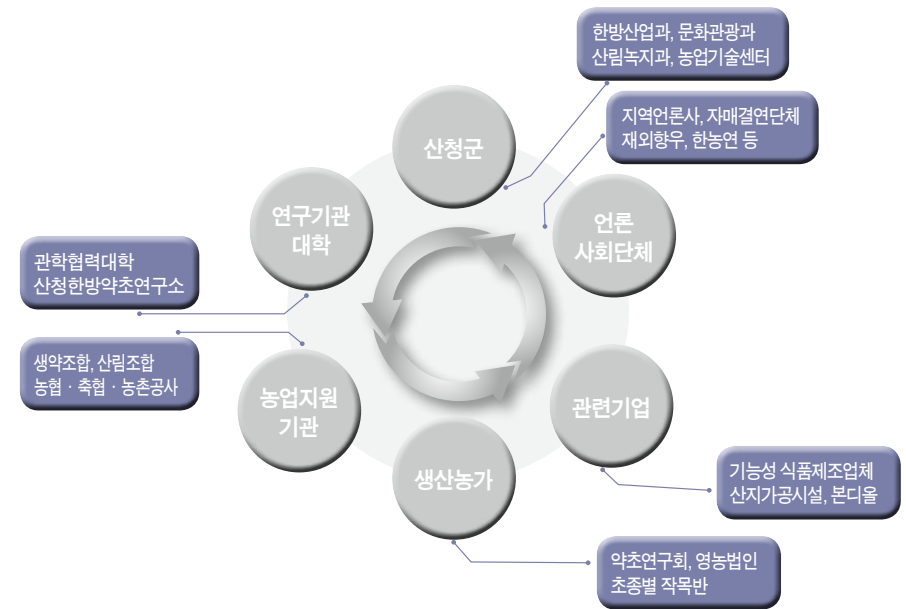 한방산업과, 문화관광과
산림녹지과, 농업기술센터
지역언론사, 자매결연단체
재외향우, 한농연 등
산청군
연구기관
대학
언론
사회단체
관학협력대학
산청한방약초연구소
생약조합, 산림조합
농협 · 축협 · 농촌공사
농업지원
기관
관련기업
생산농가
기능성 식품제조업체
산지가공시설, 본디올
약초연구회, 영농법인
초종별 작목반